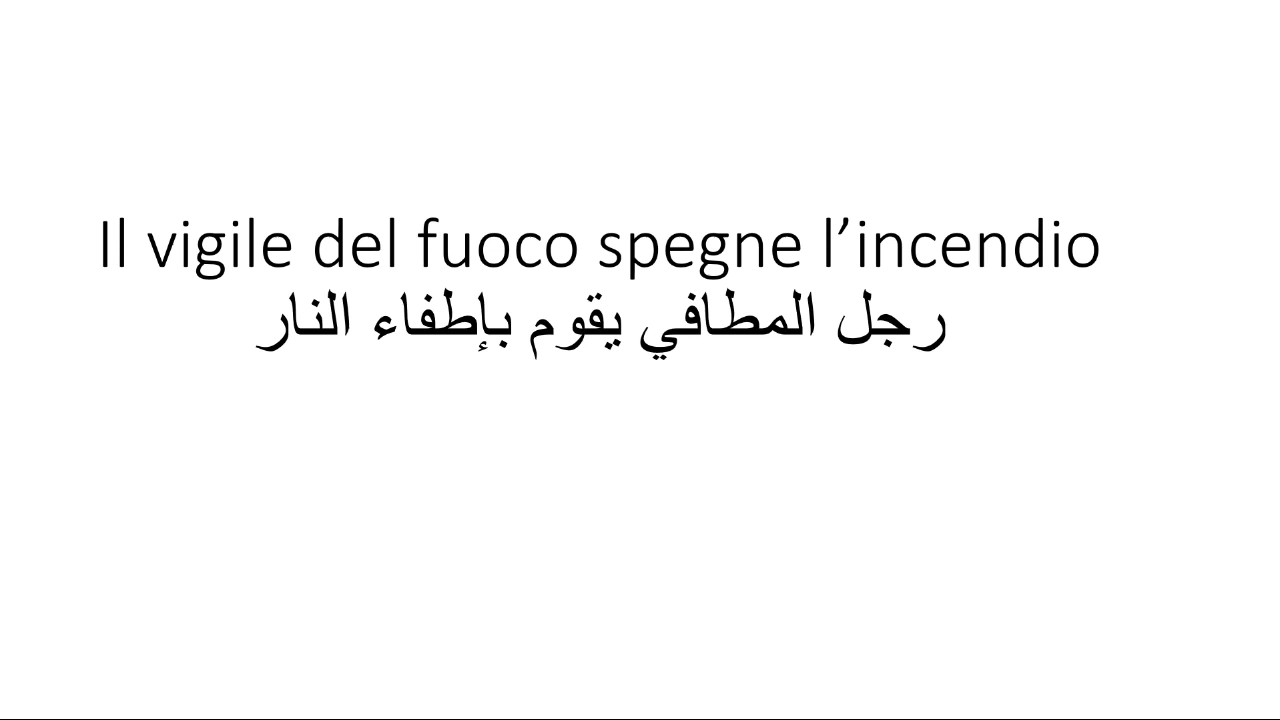 Il vigile del fuoco spegne l’incendio
رجل المطافي يقوم بإطفاء النار